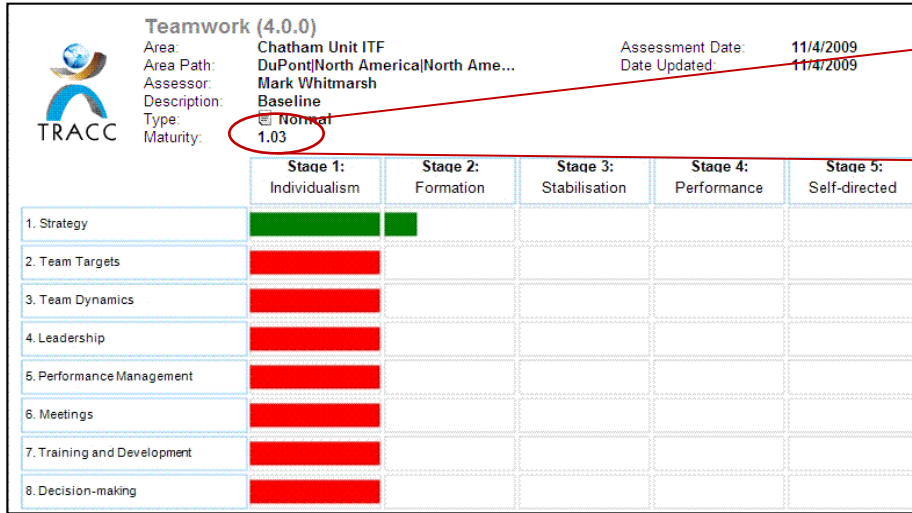 Teamwork (4.0.0)
Area: Chatham Unit ITF Assessment Date: 11/4/2009
Area Path: DuPont|North America|North Ame... Date Updated: 11/4/2009
Assessor: Mark Whitmarsh
Description: Baseline
Type: Normal
Maturity: 1.03
TRACC
Stage 1: Stage 2: Stage 3: Stage 4: Stage 5:
Individualism Formation Stabilisation Performance Self-directed
1. Strategy
2. Team Targets
3. Team Dynamics
4. Leadership
5. Performance Management
6. Meetings
7. Training and Development
8. Decision-making